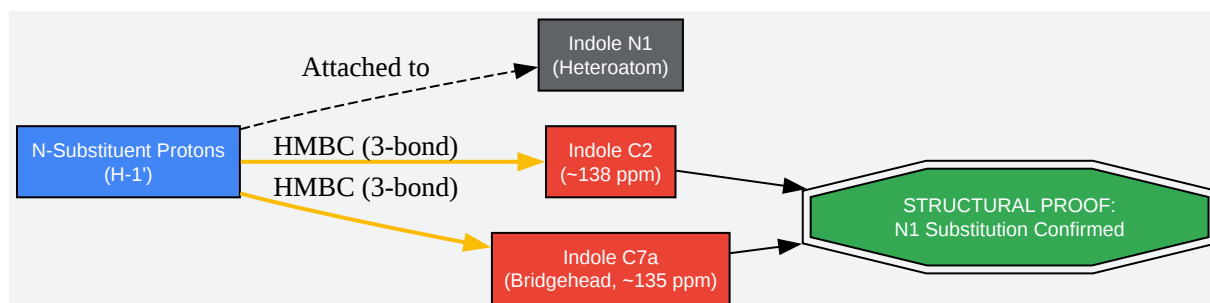 Indole N1
(Heteroatom)
Attached to
N-Substituent Protons
(H-1')
HMBC (3-bond)
HMBC (3-bond)
Indole C2
(~138 ppm)
Indole C7a
(Bridgehead, ~135 ppm)
STRUCTURAL PROOF:
N1 Substitution Confirmed